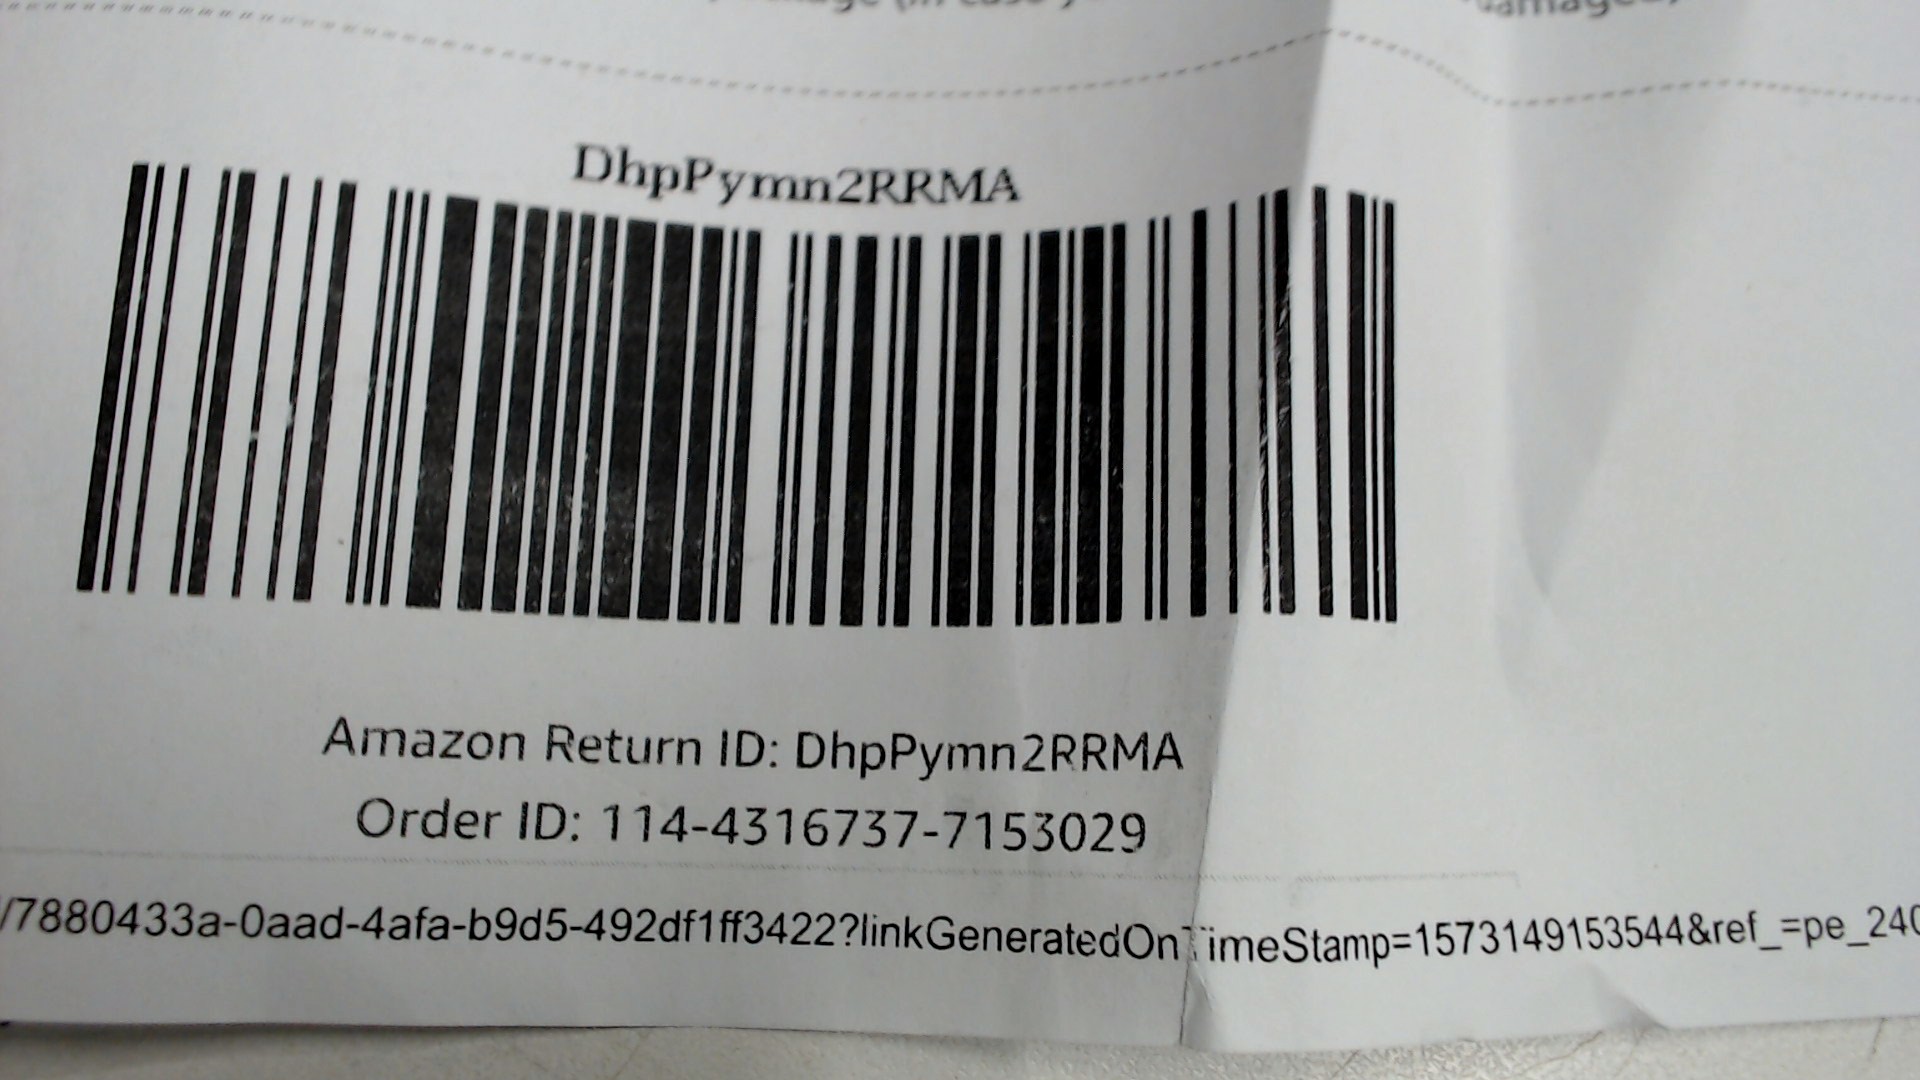 DhpPymn2RRMA
Amazon Return ID: DhpPymn2RRMA
Order ID: 114-4316737-7153029
/7880433a-0aad-4afa-b9d5-492df1ff3422?linkGeneratedOnTimeStamp=1573149153544&ref_=pe_240